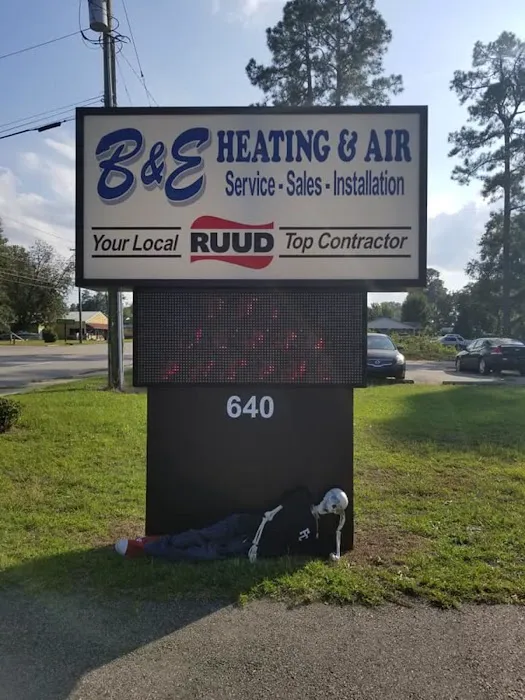 B&E HEATING & AIR
Service - Sales - Installation
Your Local RUUD Top Contractor
640